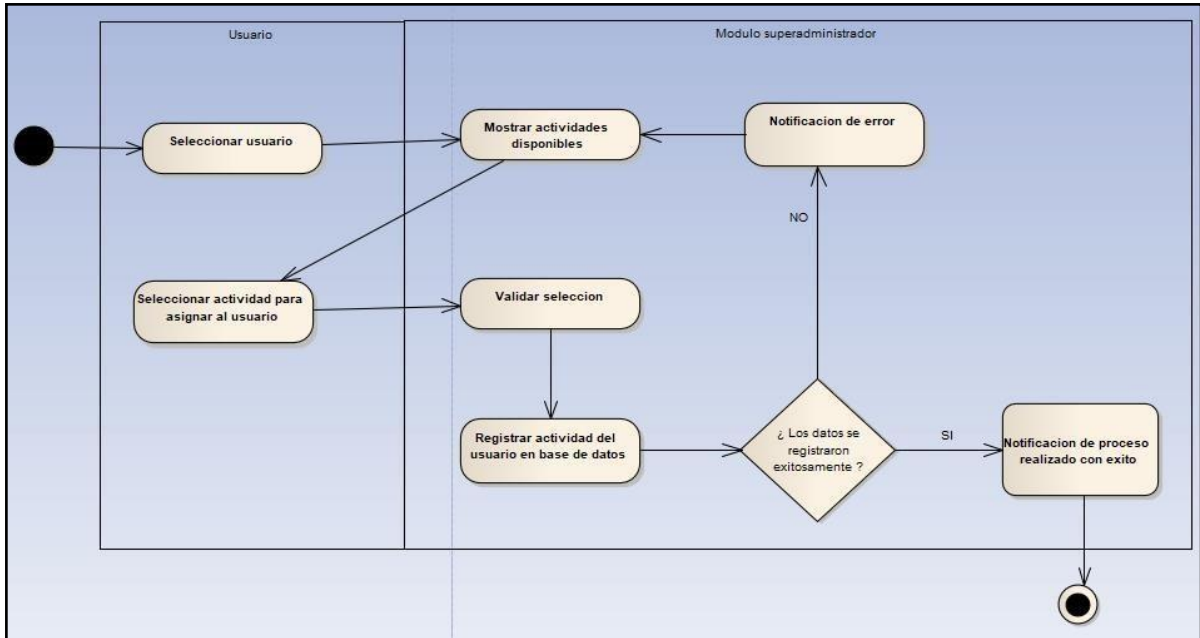 Usuario
Modulo superadministrador
Seleccionar usuario
Mostrar actividades
disponibles
Notificacion de error
NO
Seleccionar actividad para
asignar al usuario
Validar seleccion
Registrar actividad del
usuario en base de datos
¿ Los datos se
registraron
exitosamente ?
SI
Notificacion de proceso
realizado con exito